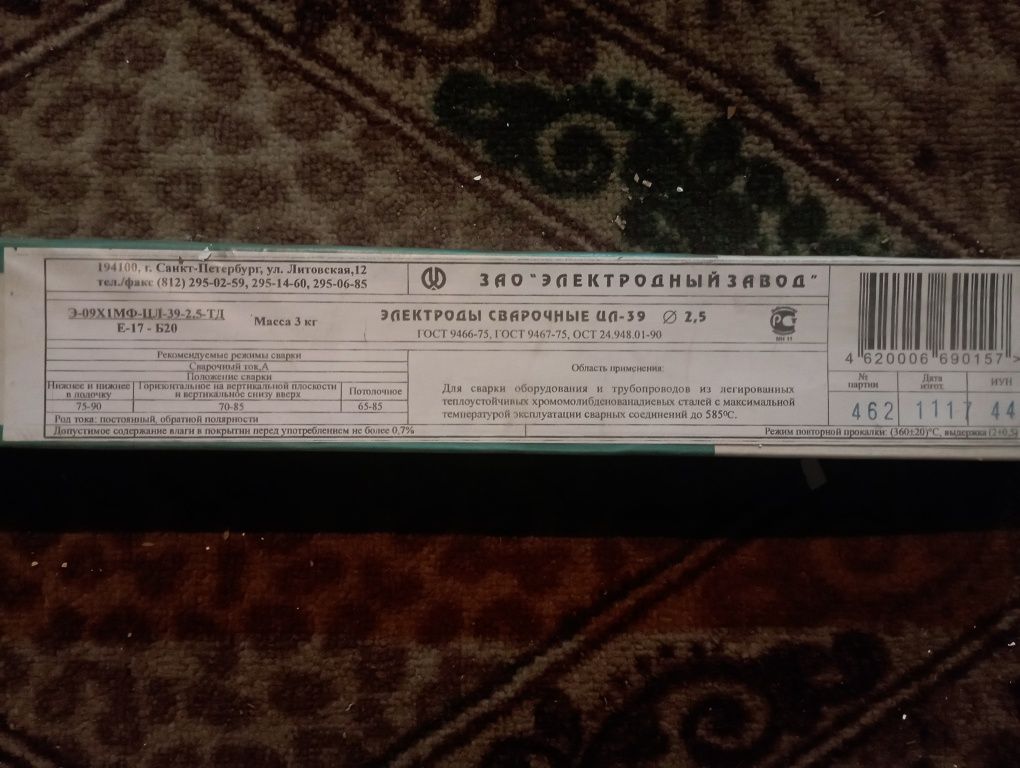 194100, г. Санкт-Петербург, ул. Литовская,12
тел./факс (812) 295-02-59, 295-14-60, 295-06-85
ЗАО "ЭЛЕКТРОДНЫЙ ЗАВОД"
Э-09Х1МФ-ЦЛ-39-2,5-ТД
Е-17 - Б20
Масса 3 кг
ЭЛЕКТРОДЫ СВАРОЧНЫЕ ЦЛ-39 ∅ 2,5
ГОСТ 9466-75, ГОСТ 9467-75, ОСТ 24.948.01-90
4 620006 690157 >
Рекомендуемые режимы сварки
Сварочный ток,А
Положение сварки
Нижнее и нижнее в лодочку
Горизонтальное на вертикальной плоскости и вертикальное снизу вверх
Потолочное
75-90
70-85
65-85
Род тока: постоянный, обратной полярности
Допустимое содержание влаги в покрытии перед употреблением не более 0,7%
Область применения:
Для сварки оборудования и трубопроводов из легированных
теплоустойчивых хромомолибденованадиевых сталей с максимальной
температурой эксплуатации сварных соединений до 585°С.
№ партии
Дата изгот.
ИУН
462
1117
44
Режим повторной прокалки: (360±20)°С, выдержка